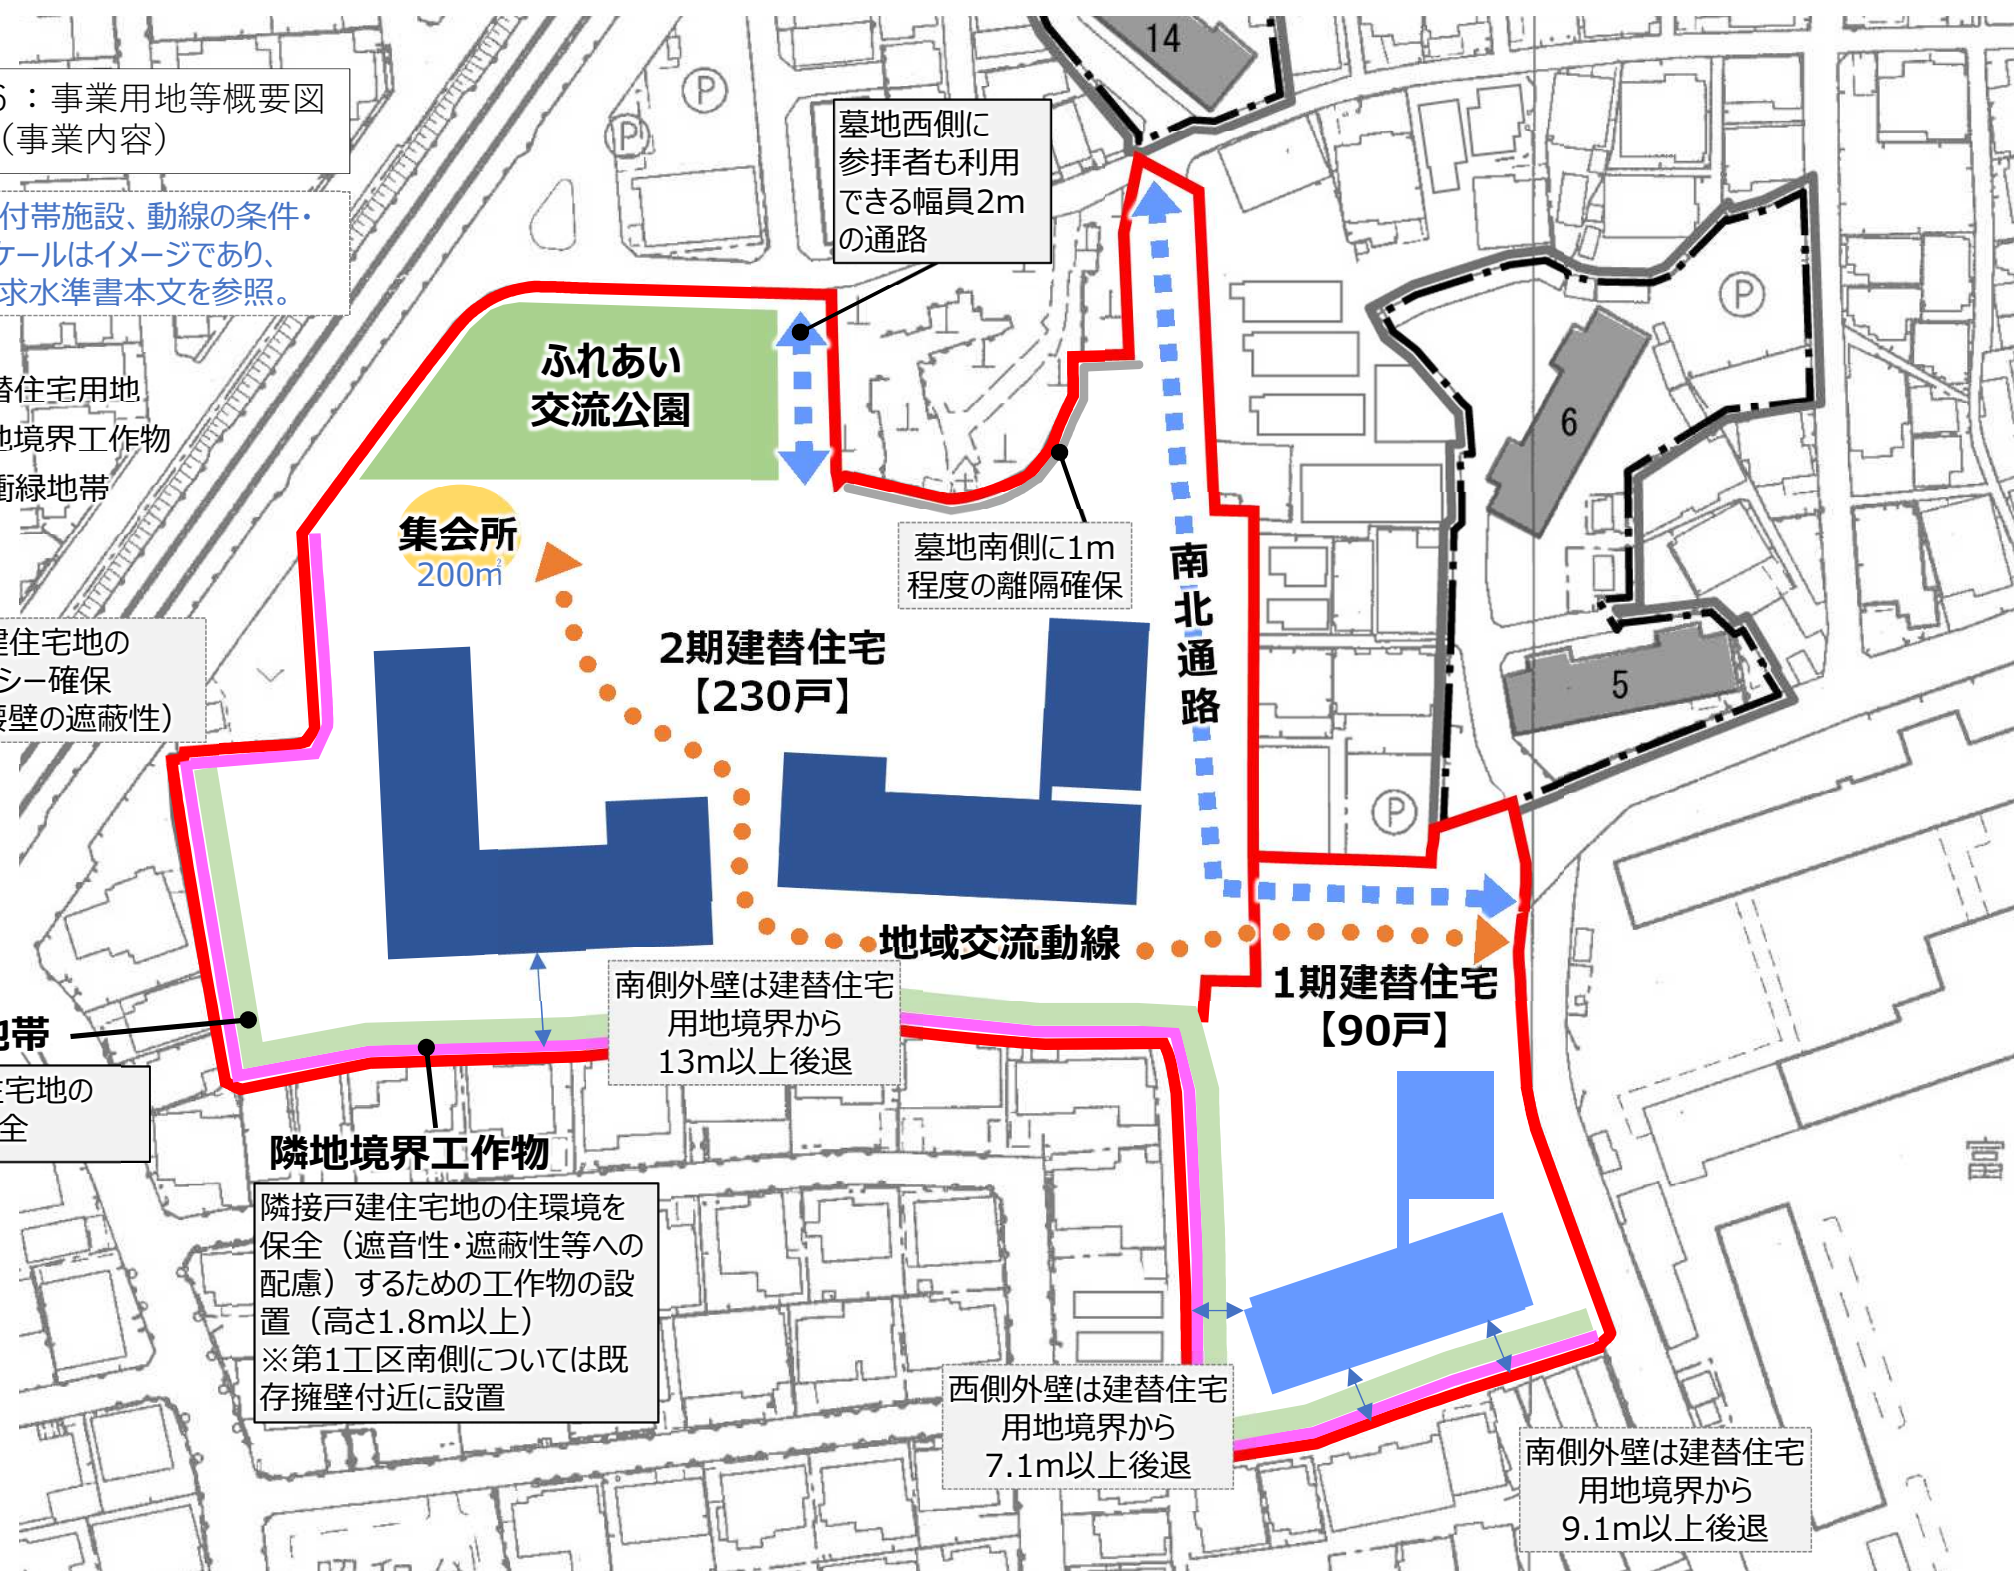 6：事業用地等概要図
（事業内容）
付帯施設、動線の条件・
ケールはイメージであり、
求水準書本文を参照。
替住宅用地
地境界工作物
衝緑地帯
墓地西側に
参拝者も利用
できる幅員2m
の通路
14
Ⓟ
Ⓟ
Ⓟ
ふれあい
交流公園
6
集会所
200㎡
墓地南側に1m
程度の離隔確保
南北通路
建住宅地の
シー確保
腰壁の遮蔽性）
2期建替住宅
【230戸】
5
Ⓟ
地域交流動線
南側外壁は建替住宅
用地境界から
13m以上後退
1期建替住宅
【90戸】
地帯
住宅地の
全
隣地境界工作物
隣接戸建住宅地の住環境を
保全（遮音性・遮蔽性等への
配慮）するための工作物の設
置（高さ1.8m以上）
※第1工区南側については既
存擁壁付近に設置
富
西側外壁は建替住宅
用地境界から
7.1m以上後退
南側外壁は建替住宅
用地境界から
9.1m以上後退